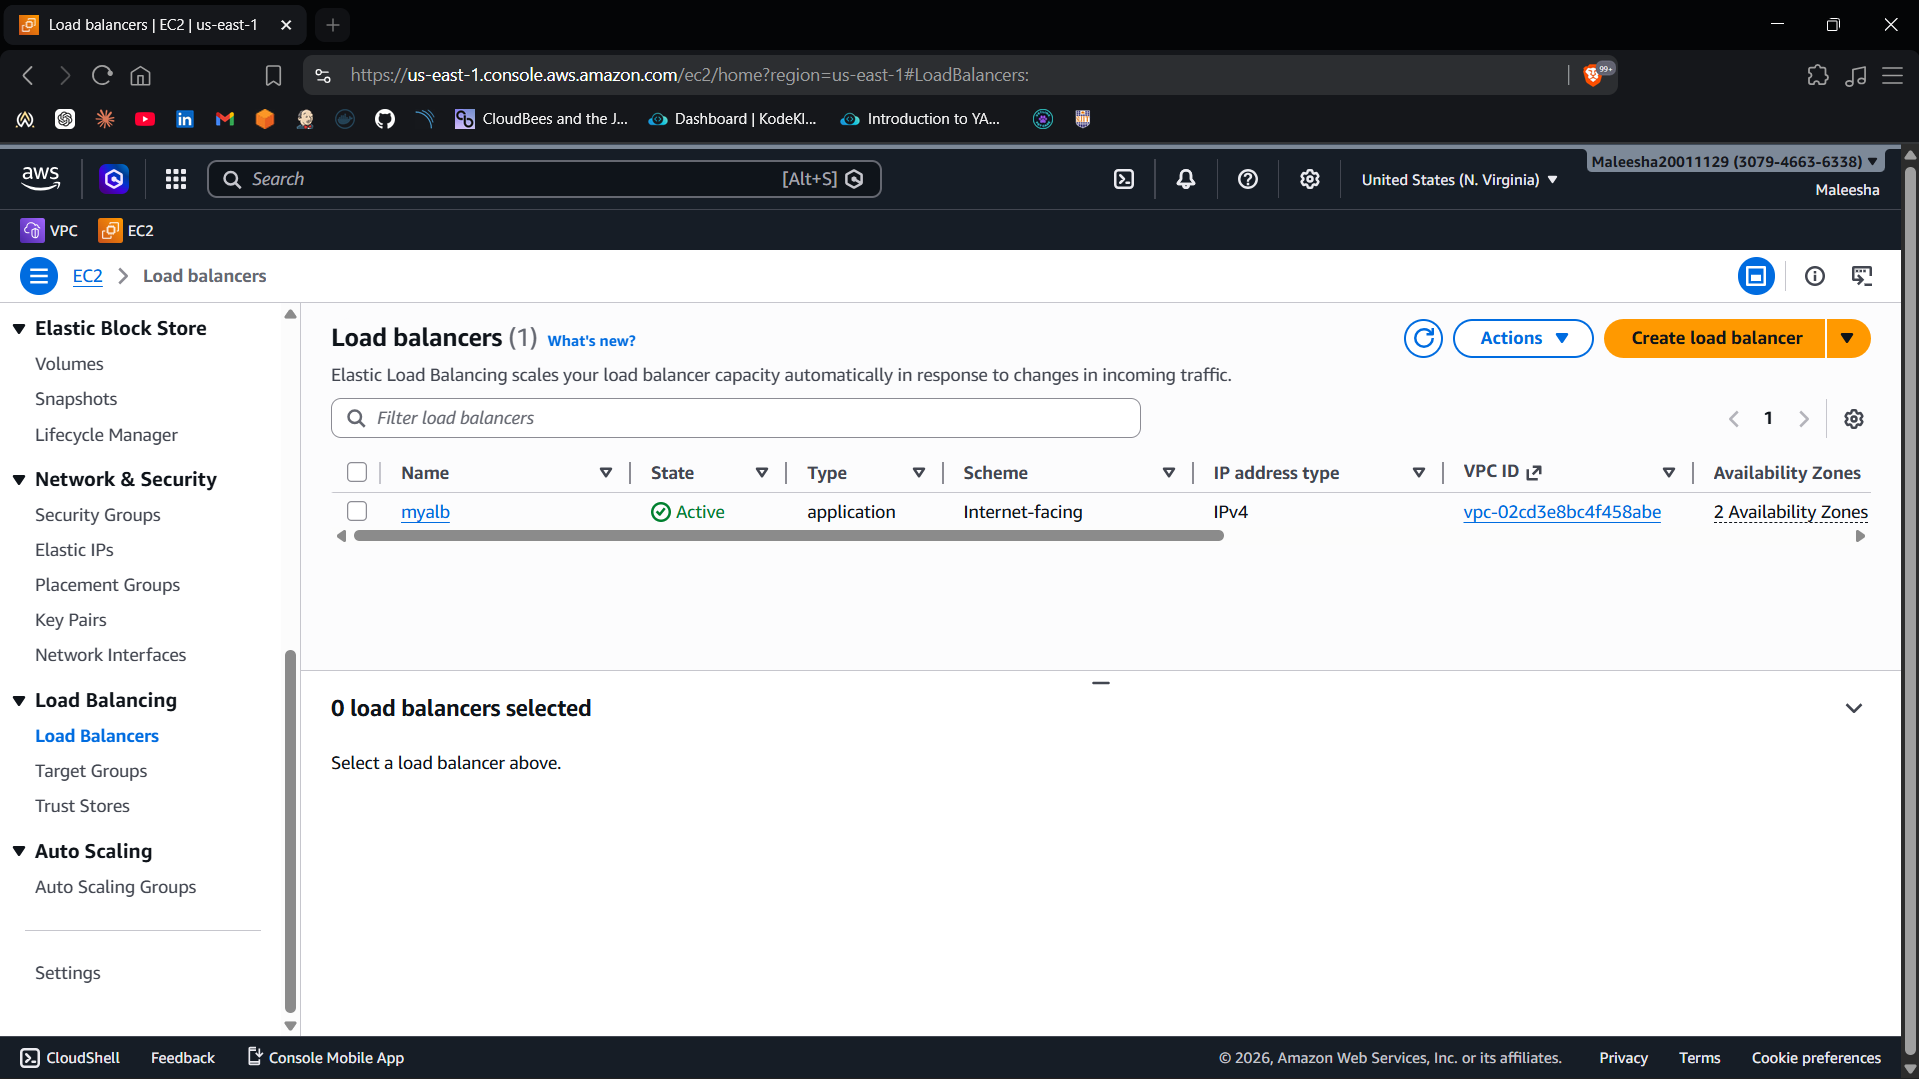 Load balancers | EC2 | us-east-1
https://us-east-1.console.aws.amazon.com/ec2/home?region=us-east-1#LoadBalancers:
99+
CloudBees and the J...
Dashboard | KodeKl...
Introduction to YA...
aws
Search
[Alt+S]
United States (N. Virginia)
Maleesha20011129 (3079-4663-6338)
Maleesha
VPC
EC2
EC2
Load balancers
Elastic Block Store
Volumes
Snapshots
Lifecycle Manager
Network & Security
Security Groups
Elastic IPs
Placement Groups
Key Pairs
Network Interfaces
Load Balancing
Load Balancers
Target Groups
Trust Stores
Auto Scaling
Auto Scaling Groups
Settings
Load balancers (1) What's new?
Actions
Create load balancer
Elastic Load Balancing scales your load balancer capacity automatically in response to changes in incoming traffic.
Filter load balancers
1
Name State Type Scheme IP address type VPC ID Availability Zones
myalb Active application Internet-facing IPv4 vpc-02cd3e8bc4f458abe 2 Availability Zones
0 load balancers selected
Select a load balancer above.
CloudShell Feedback Console Mobile App © 2026, Amazon Web Services, Inc. or its affiliates. Privacy Terms Cookie preferences